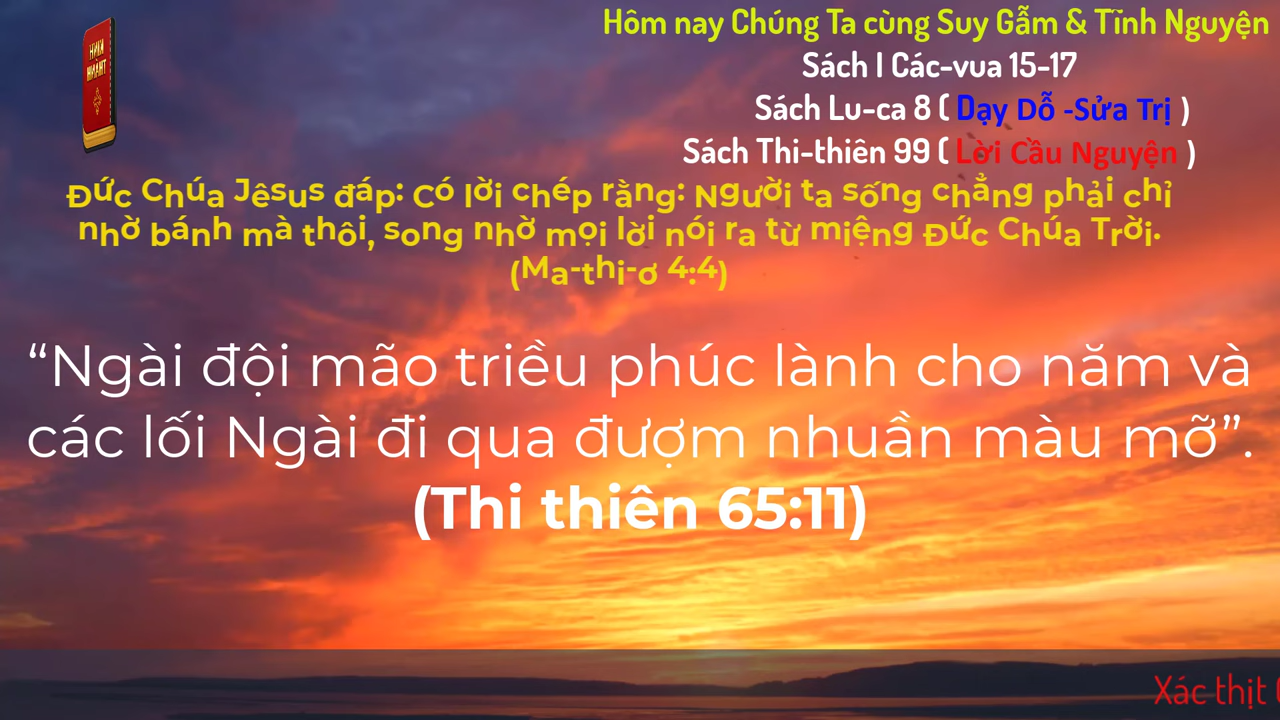 Hôm nay Chúng Ta cùng Suy Gẫm & Tĩnh Nguyện
Sách I Các-vua 15-17
Sách Lu-ca 8 ( Dạy Dỗ -Sửa Trị )
Sách Thi-thiên 99 ( Lời Cầu Nguyện )
KINH
THÁNH
Đức Chúa Jêsus đáp: Có lời chép rằng: Người ta sống chẳng phải chỉ
nhờ bánh mà thôi, song nhờ mọi lời nói ra từ miệng Đức Chúa Trời.
(Ma-thi-ơ 4:4)
“Ngài đội mão triều phúc lành cho năm và
các lối Ngài đi qua đượm nhuần màu mỡ”.
(Thi thiên 65:11)
Xác thịt